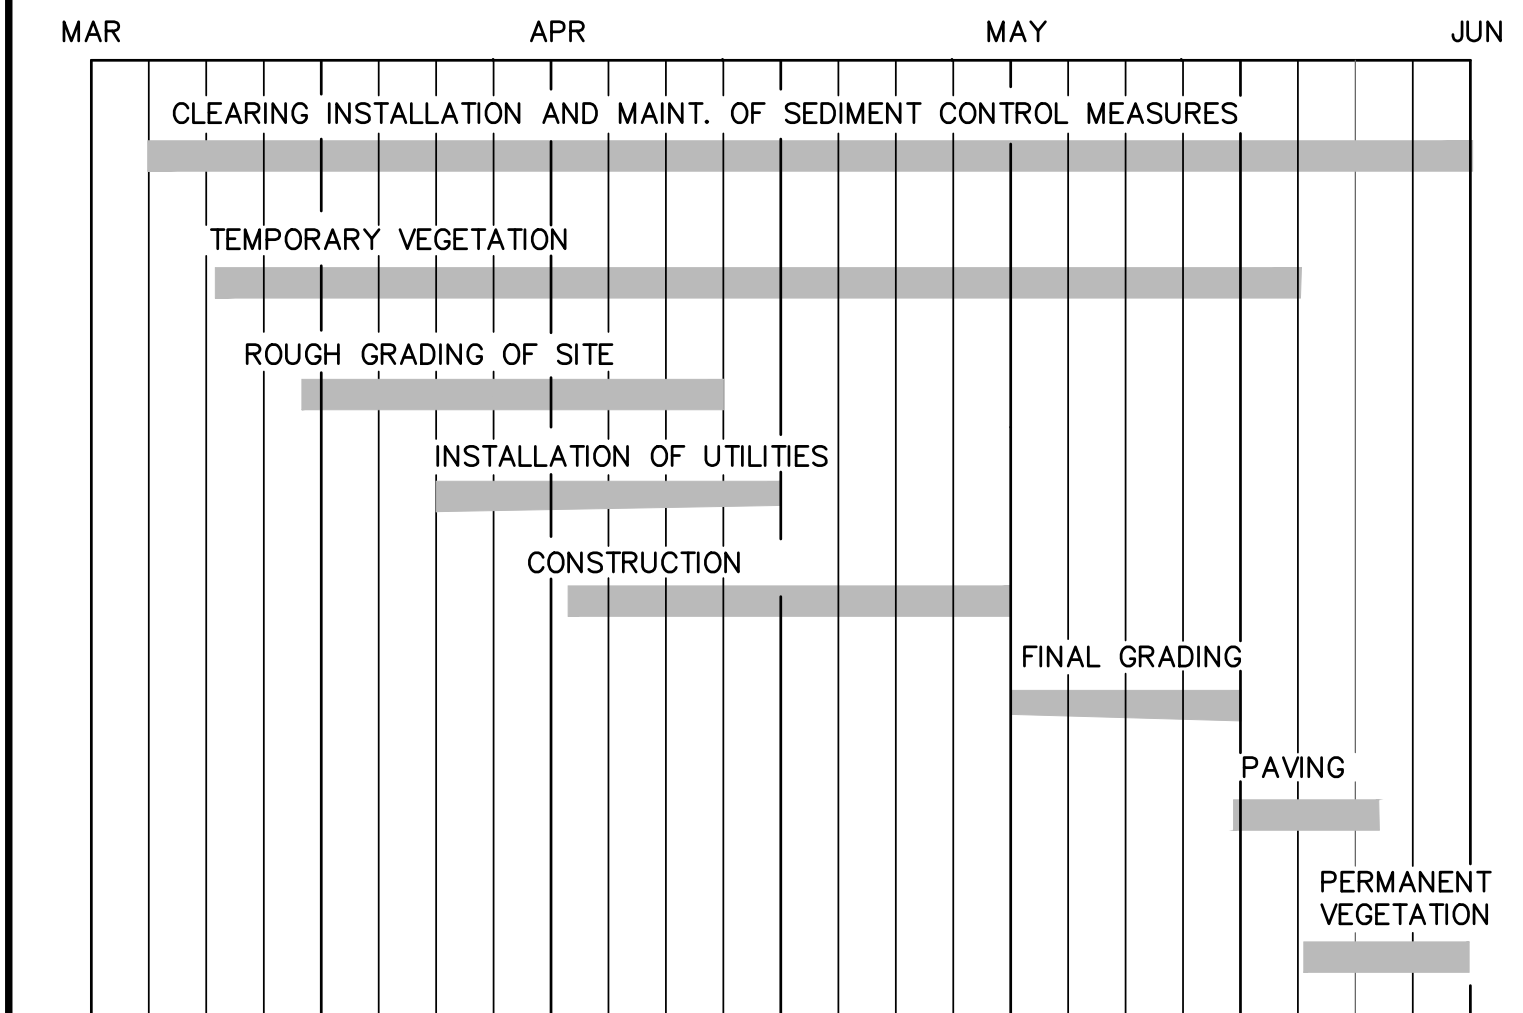 MAR APR MAY JUN
CLEARING INSTALLATION AND MAINT. OF SEDIMENT CONTROL MEASURES
TEMPORARY VEGETATION
ROUGH GRADING OF SITE
INSTALLATION OF UTILITIES
CONSTRUCTION
FINAL GRADING
PAVING
PERMANENT
VEGETATION